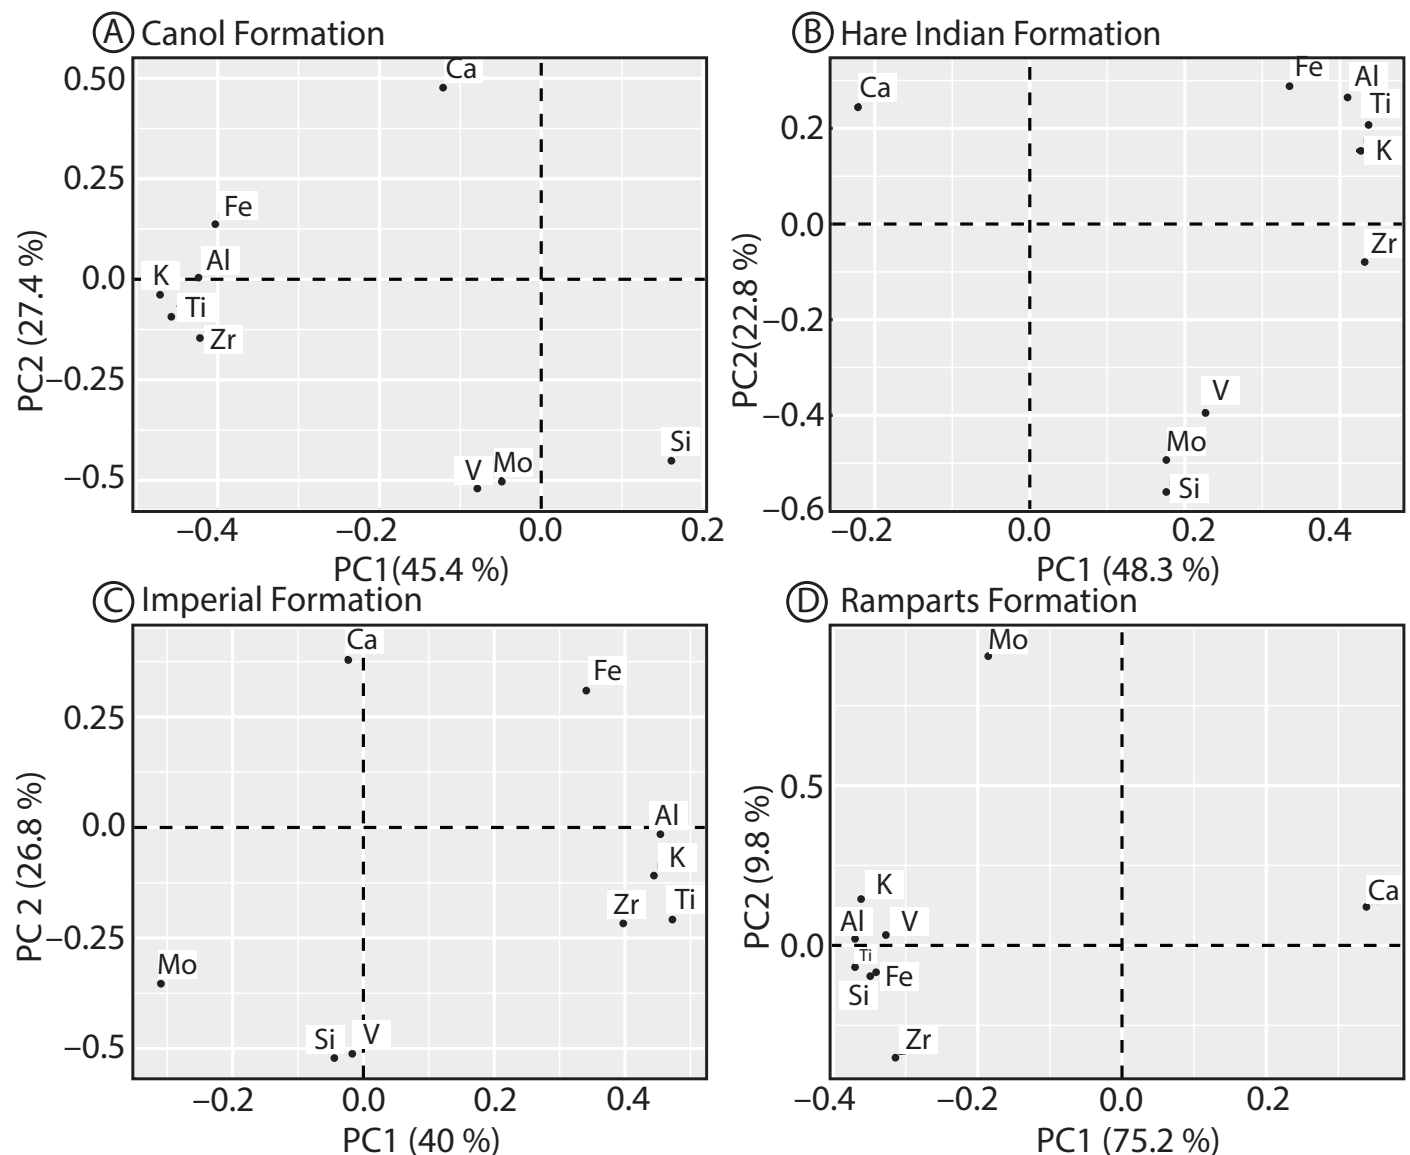 A Canol Formation
0.50
0.25
0.0
−0.25
−0.5
PC2 (27.4 %)
Ca
Fe
Al
K
Ti
Zr
Si
V
Mo
−0.4
−0.2
0.0
0.2
PC1(45.4 %)
B Hare Indian Formation
0.2
0.0
−0.2
−0.4
−0.6
PC2(22.8 %)
Ca
Fe
Al
Ti
K
Zr
V
Mo
Si
−0.2
0.0
0.2
0.4
PC1 (48.3 %)
C Imperial Formation
0.25
0.0
−0.25
−0.5
PC 2 (26.8 %)
Ca
Fe
Al
K
Ti
Zr
Mo
Si
V
−0.2
0.0
0.2
0.4
PC1 (40 %)
D Ramparts Formation
0.5
0.0
PC2 (9.8 %)
Mo
K
Al
V
Ca
Ti
Fe
Si
Zr
−0.4
−0.2
0.0
0.2
PC1 (75.2 %)